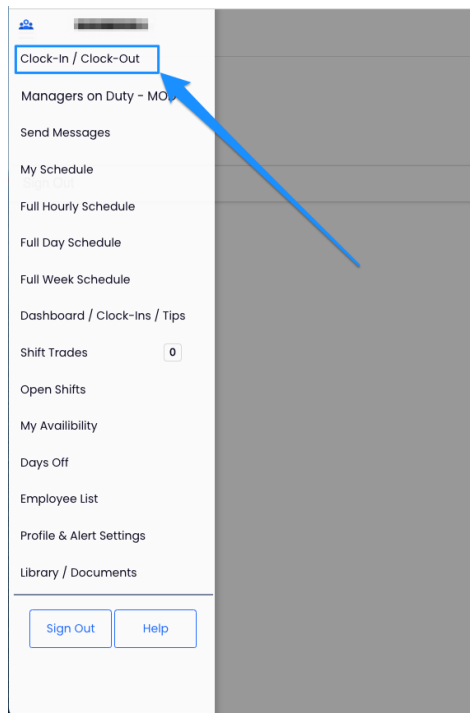 Clock-In / Clock-Out
Managers on Duty - MO
Send Messages
My Schedule
Sign Out
Full Hourly Schedule
Full Day Schedule
Full Week Schedule
Dashboard / Clock-Ins / Tips
Shift Trades 0
Open Shifts
My Availibility
Days Off
Employee List
Profile & Alert Settings
Library / Documents
Sign Out Help